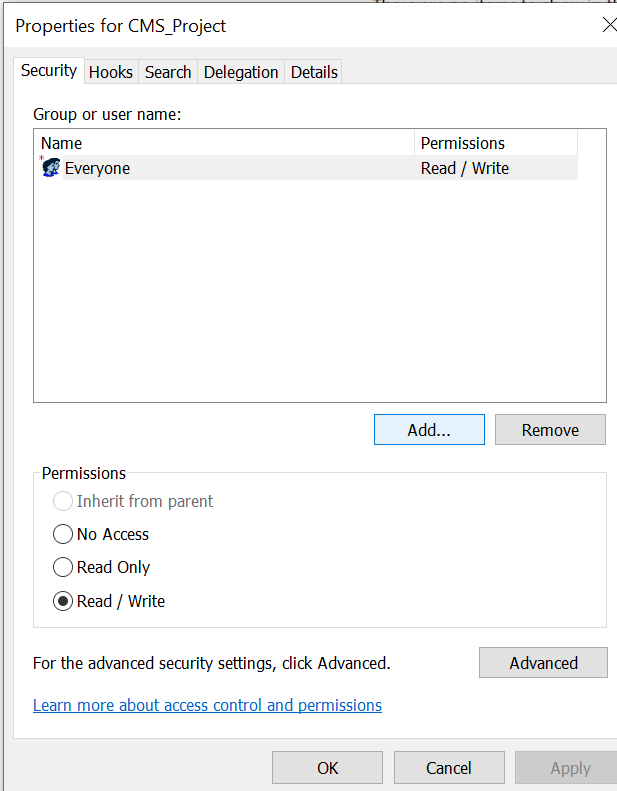 Properties for CMS_Project
Security Hooks Search Delegation Details
Group or user name:
Name Permissions
Everyone Read / Write
Add... Remove
Permissions
Inherit from parent
No Access
Read Only
Read / Write
For the advanced security settings, click Advanced. Advanced
Learn more about access control and permissions
OK Cancel Apply